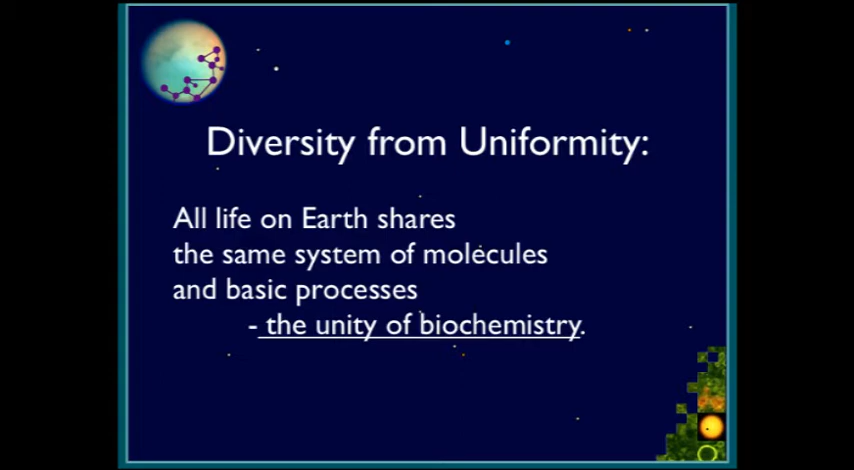 Diversity from Uniformity:
All life on Earth shares
the same system of molecules
and basic processes
- the unity of biochemistry.